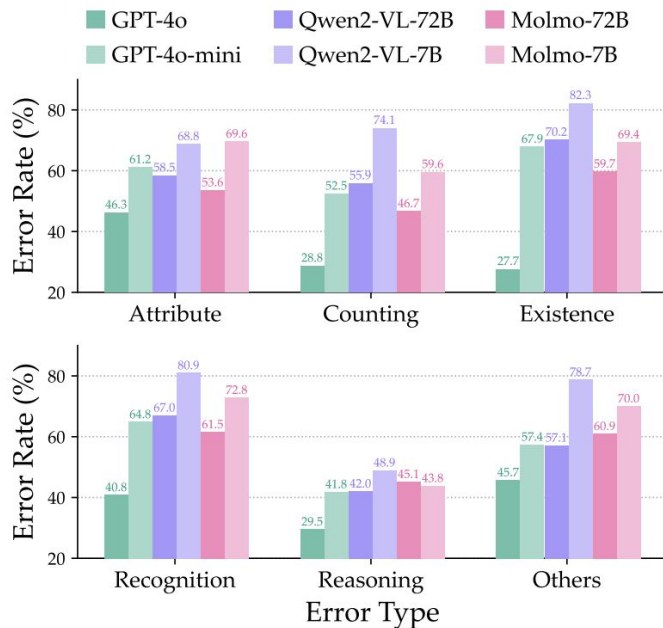 GPT-4o Qwen2-VL-72B Molmo-72B
GPT-4o-mini Qwen2-VL-7B Molmo-7B
Error Rate (%)
80
60
40
20
46.3 61.2 58.5 68.8 53.6 69.6
28.8 52.5 55.9 74.1 46.7 59.6
27.7 67.9 70.2 82.3 59.7 69.4
Attribute Counting Existence
Error Rate (%)
80
60
40
20
40.8 64.8 67.0 80.9 61.5 72.8
29.5 41.8 42.0 48.9 45.1 43.8
45.7 57.4 57.1 78.7 60.9 70.0
Recognition Reasoning Others
Error Type